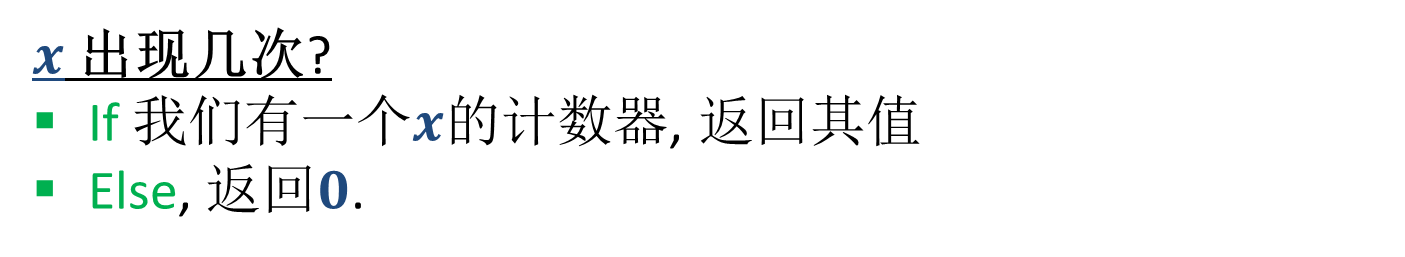 x 出现几次?
▪ If 我们有一个x的计数器, 返回其值
▪ Else, 返回0.